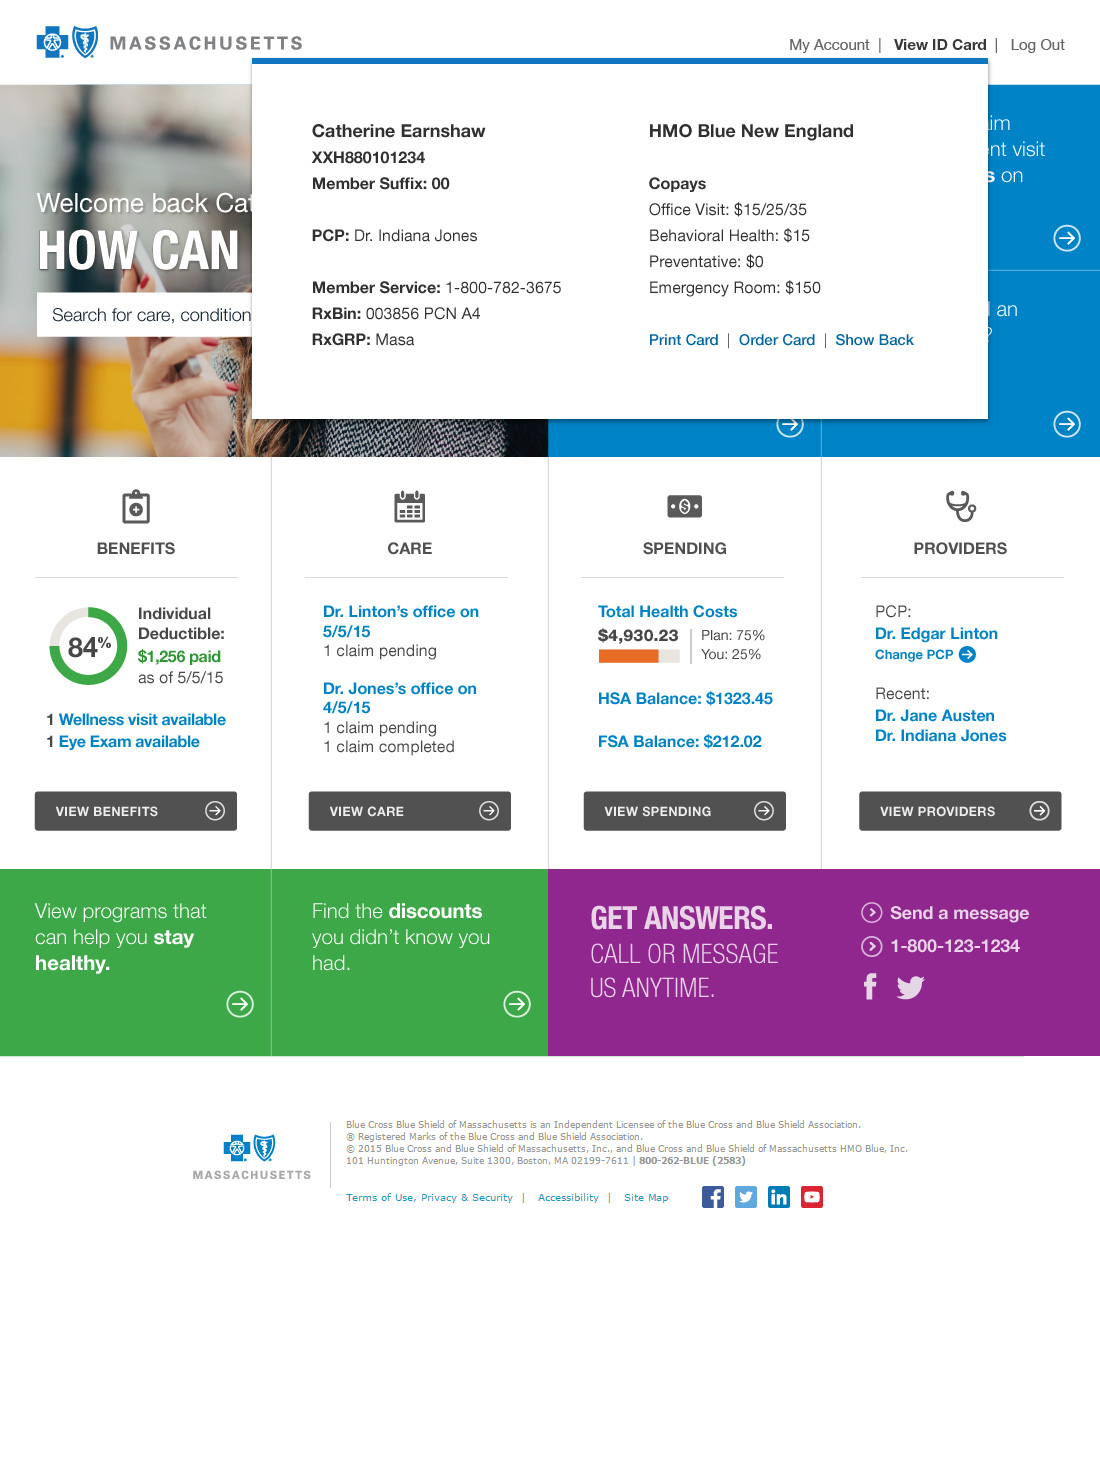 MASSACHUSETTS
My Account | View ID Card | Log Out
Catherine Earnshaw
XXH880101234
Member Suffix: 00
PCP: Dr. Indiana Jones
Member Service: 1-800-782-3675
RxBin: 003856 PCN A4
RxGRP: Masa
HMO Blue New England
Copays
Office Visit: $15/25/35
Behavioral Health: $15
Preventative: $0
Emergency Room: $150
Print Card | Order Card | Show Back
Welcome back Cat
HOW CAN
Search for care, condition
visit
on
an
?
BENEFITS
84%
Individual
Deductible:
$1,256 paid
as of 5/5/15
1 Wellness visit available
1 Eye Exam available
VIEW BENEFITS
CARE
Dr. Linton's office on
5/5/15
1 claim pending
Dr. Jones's office on
4/5/15
1 claim pending
1 claim completed
VIEW CARE
SPENDING
Total Health Costs
$4,930.23
Plan: 75%
You: 25%
HSA Balance: $1323.45
FSA Balance: $212.02
VIEW SPENDING
PROVIDERS
PCP:
Dr. Edgar Linton
Change PCP
Recent:
Dr. Jane Austen
Dr. Indiana Jones
VIEW PROVIDERS
View programs that
can help you stay
healthy.
Find the discounts
you didn't know you
had.
GET ANSWERS.
CALL OR MESSAGE
US ANYTIME.
Send a message
1-800-123-1234
MASSACHUSETTS
Blue Cross Blue Shield of Massachusetts is an Independent Licensee of the Blue Cross and Blue Shield Association.
® Registered Marks of the Blue Cross and Blue Shield Association.
© 2015 Blue Cross and Blue Shield of Massachusetts, Inc., and Blue Cross and Blue Shield of Massachusetts HMO Blue, Inc.
101 Huntington Avenue, Suite 1300, Boston, MA 02199-7611 | 800-262-BLUE (2583)
Terms of Use, Privacy & Security | Accessibility | Site Map